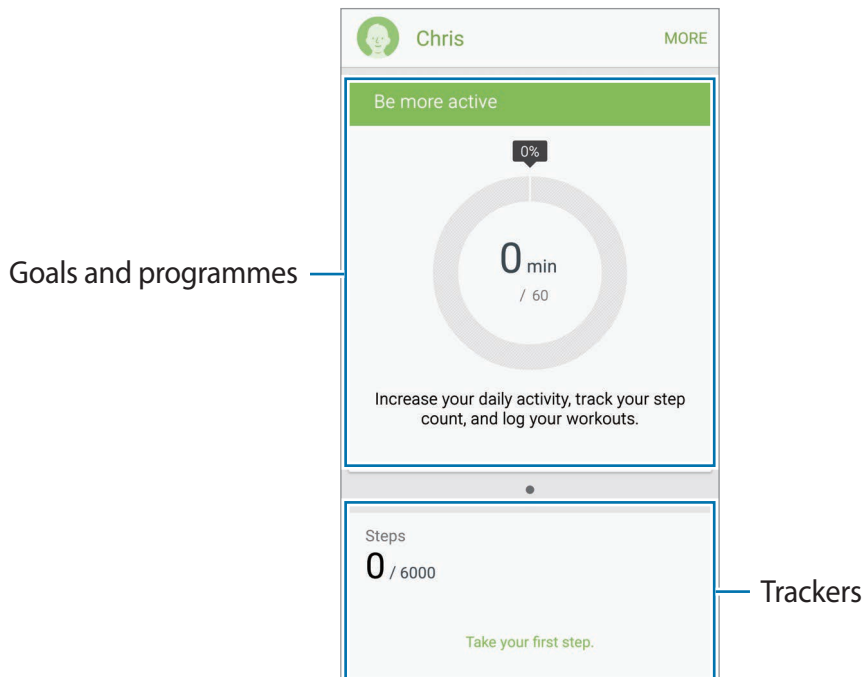 Chris
MORE
Be more active
0%
0 min
/ 60
Goals and programmes
Increase your daily activity, track your step
count, and log your workouts.
Steps
0 / 6000
Trackers
Take your first step.